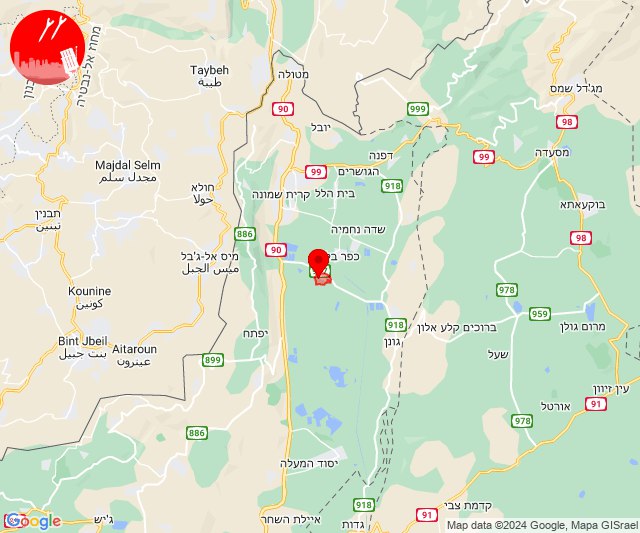 מחוז אל-נבטיה
Taybeh
طيبة
מטולה
מג'דל שמס
999
90
יובל
98
דפנה
99
99
מסעדה
Majdal Selm
مجدل سلم
הגושרים
918
חולא
حولا
קרית שמונה
בית הלל
בוקעאתא
תבנין
تبنين
שדה נחמיה
886
98
90
מיס אל-ג'בל
ميس الجبل
כפר ב
Kounine
كونين
978
959
918
ברוכים קלע אלון
מרום גולן
יפתח
גונן
Bint Jbeil
بنت جبيل
Aitaroun
عيترون
899
שעל
עין זיוון
אורטל
91
978
886
יסוד המעלה
918
קדמת צבי
91
ג'יש
איילת השחר
גדות
Google
Map data ©2024 Google, Mapa GISrael